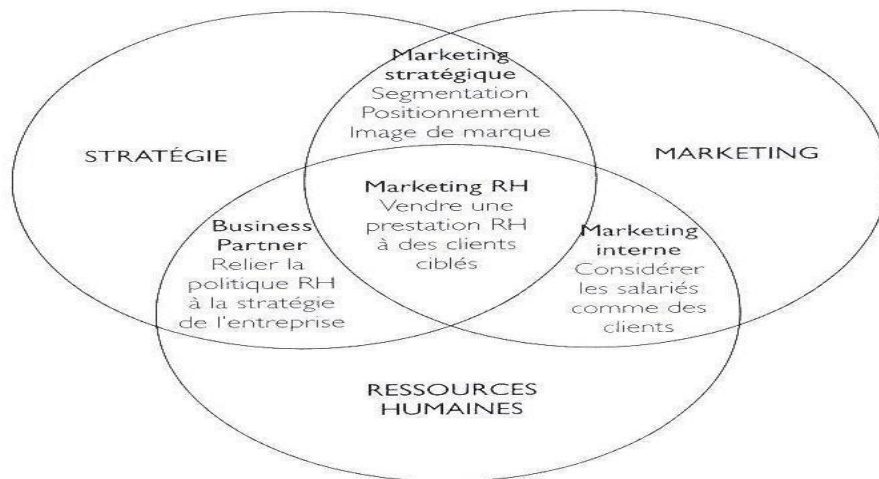 Marketing
stratégique
Segmentation
Positionnement
Image de marque
STRATÉGIE
MARKETING
Marketing RH
Vendre une
prestation RH
à des clients
ciblés
Business
Partner
Relier la
politique RH
à la stratégie
de l'entreprise
Marketing
interne
Considérer
les salariés
comme des
clients
RESSOURCES
HUMAINES